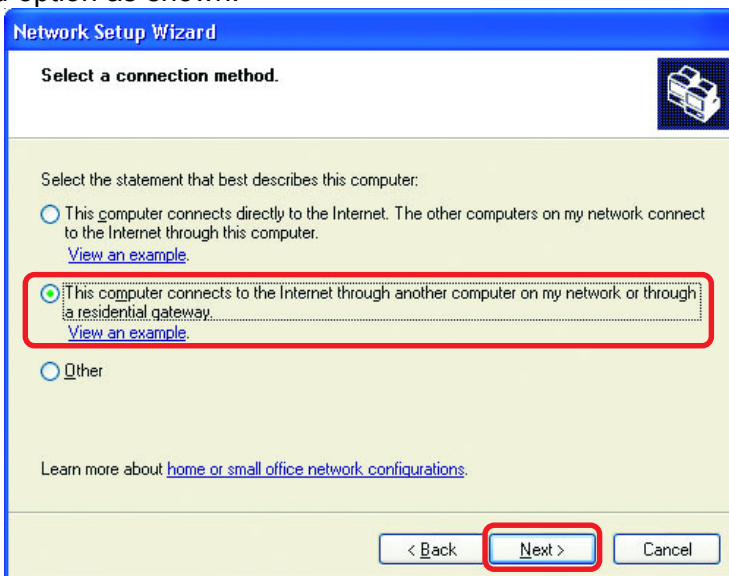 option as shown.
Network Setup Wizard
Select a connection method.
Select the statement that best describes this computer:
This computer connects directly to the Internet. The other computers on my network connect
to the Internet through this computer.
View an example.
This computer connects to the Internet through another computer on my network or through
a residential gateway.
View an example.
Other
Learn more about home or small office network configurations.
< Back Next > Cancel